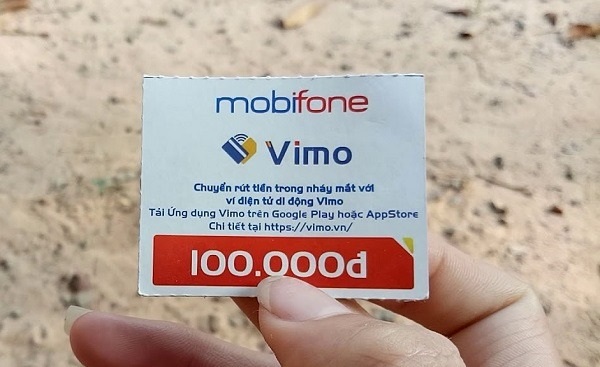 mobifone
Vimo
Chuyển rút tiền trong nháy mắt với
ví điện tử di động Vimo
Tải Ứng dụng Vimo trên Google Play hoặc AppStore
Chi tiết tại https://vimo.vn/
100.000đ